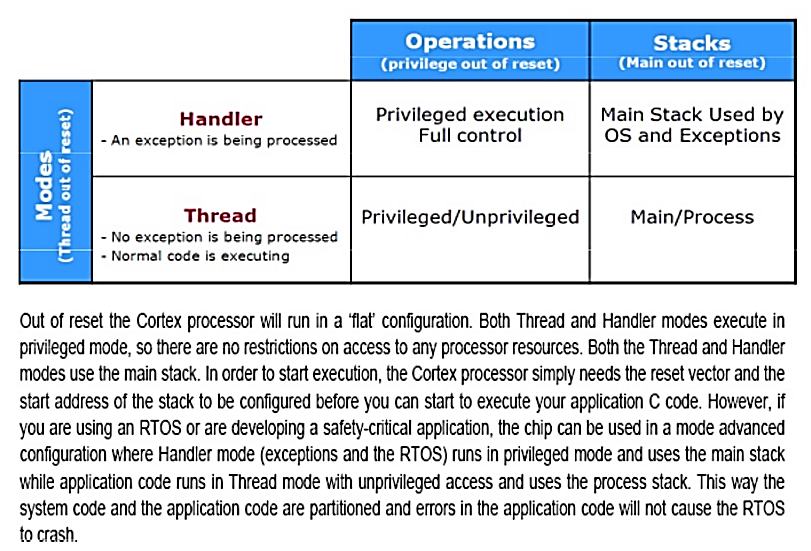 Operations
(privilege out of reset)
Stacks
(Main out of reset)
Modes
(Thread out of reset)
Handler
- An exception is being processed
Privileged execution
Full control
Main Stack Used by
OS and Exceptions
Thread
- No exception is being processed
- Normal code is executing
Privileged/Unprivileged
Main/Process
Out of reset the Cortex processor will run in a ‘flat’ configuration. Both Thread and Handler modes execute in
privileged mode, so there are no restrictions on access to any processor resources. Both the Thread and Handler
modes use the main stack. In order to start execution, the Cortex processor simply needs the reset vector and the
start address of the stack to be configured before you can start to execute your application C code. However, if
you are using an RTOS or are developing a safety-critical application, the chip can be used in a mode advanced
configuration where Handler mode (exceptions and the RTOS) runs in privileged mode and uses the main stack
while application code runs in Thread mode with unprivileged access and uses the process stack. This way the
system code and the application code are partitioned and errors in the application code will not cause the RTOS
to crash.